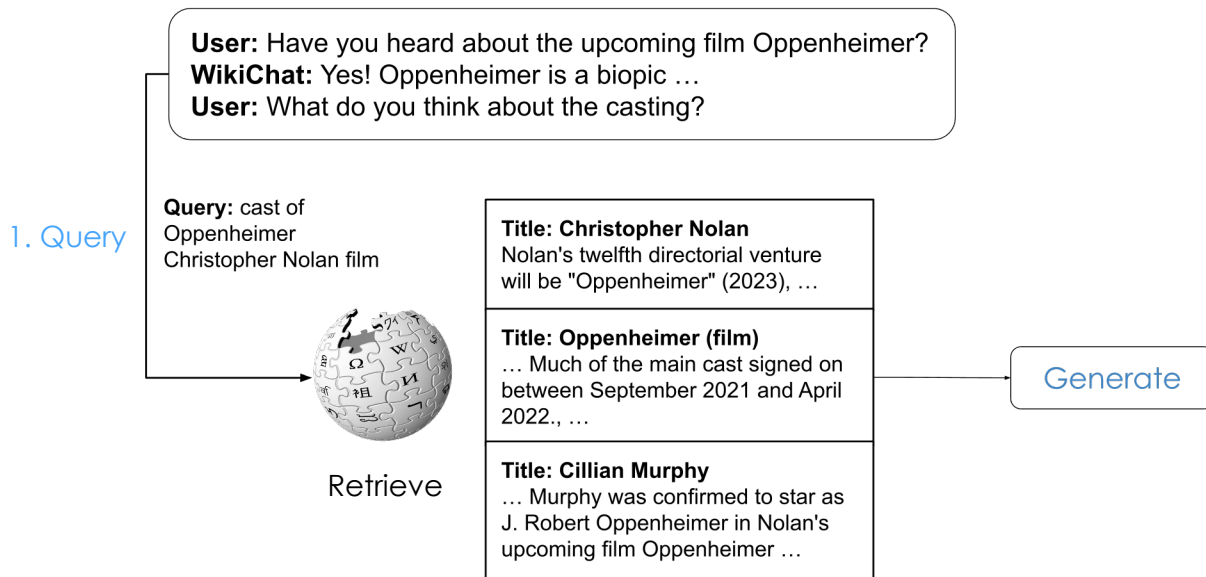 User: Have you heard about the upcoming film Oppenheimer?
WikiChat: Yes! Oppenheimer is a biopic …
User: What do you think about the casting?
1. Query
Query: cast of
Oppenheimer
Christopher Nolan film
Ω
W
И
祖
Retrieve
Title: Christopher Nolan
Nolan's twelfth directorial venture
will be "Oppenheimer" (2023), …
Title: Oppenheimer (film)
… Much of the main cast signed on
between September 2021 and April
2022., …
Title: Cillian Murphy
… Murphy was confirmed to star as
J. Robert Oppenheimer in Nolan's
upcoming film Oppenheimer …
Generate